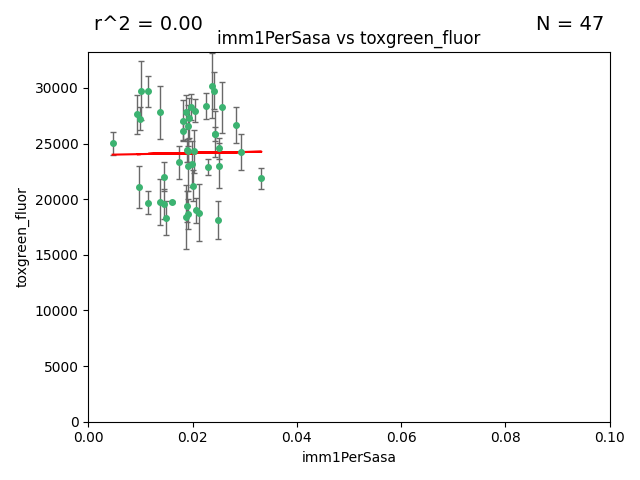 r^2 = 0.00
N = 47
imm1PerSasa vs toxgreen_fluor
30000
25000
20000
15000
10000
5000
0
toxgreen_fluor
0.00
0.02
0.04
0.06
0.08
0.10
imm1PerSasa